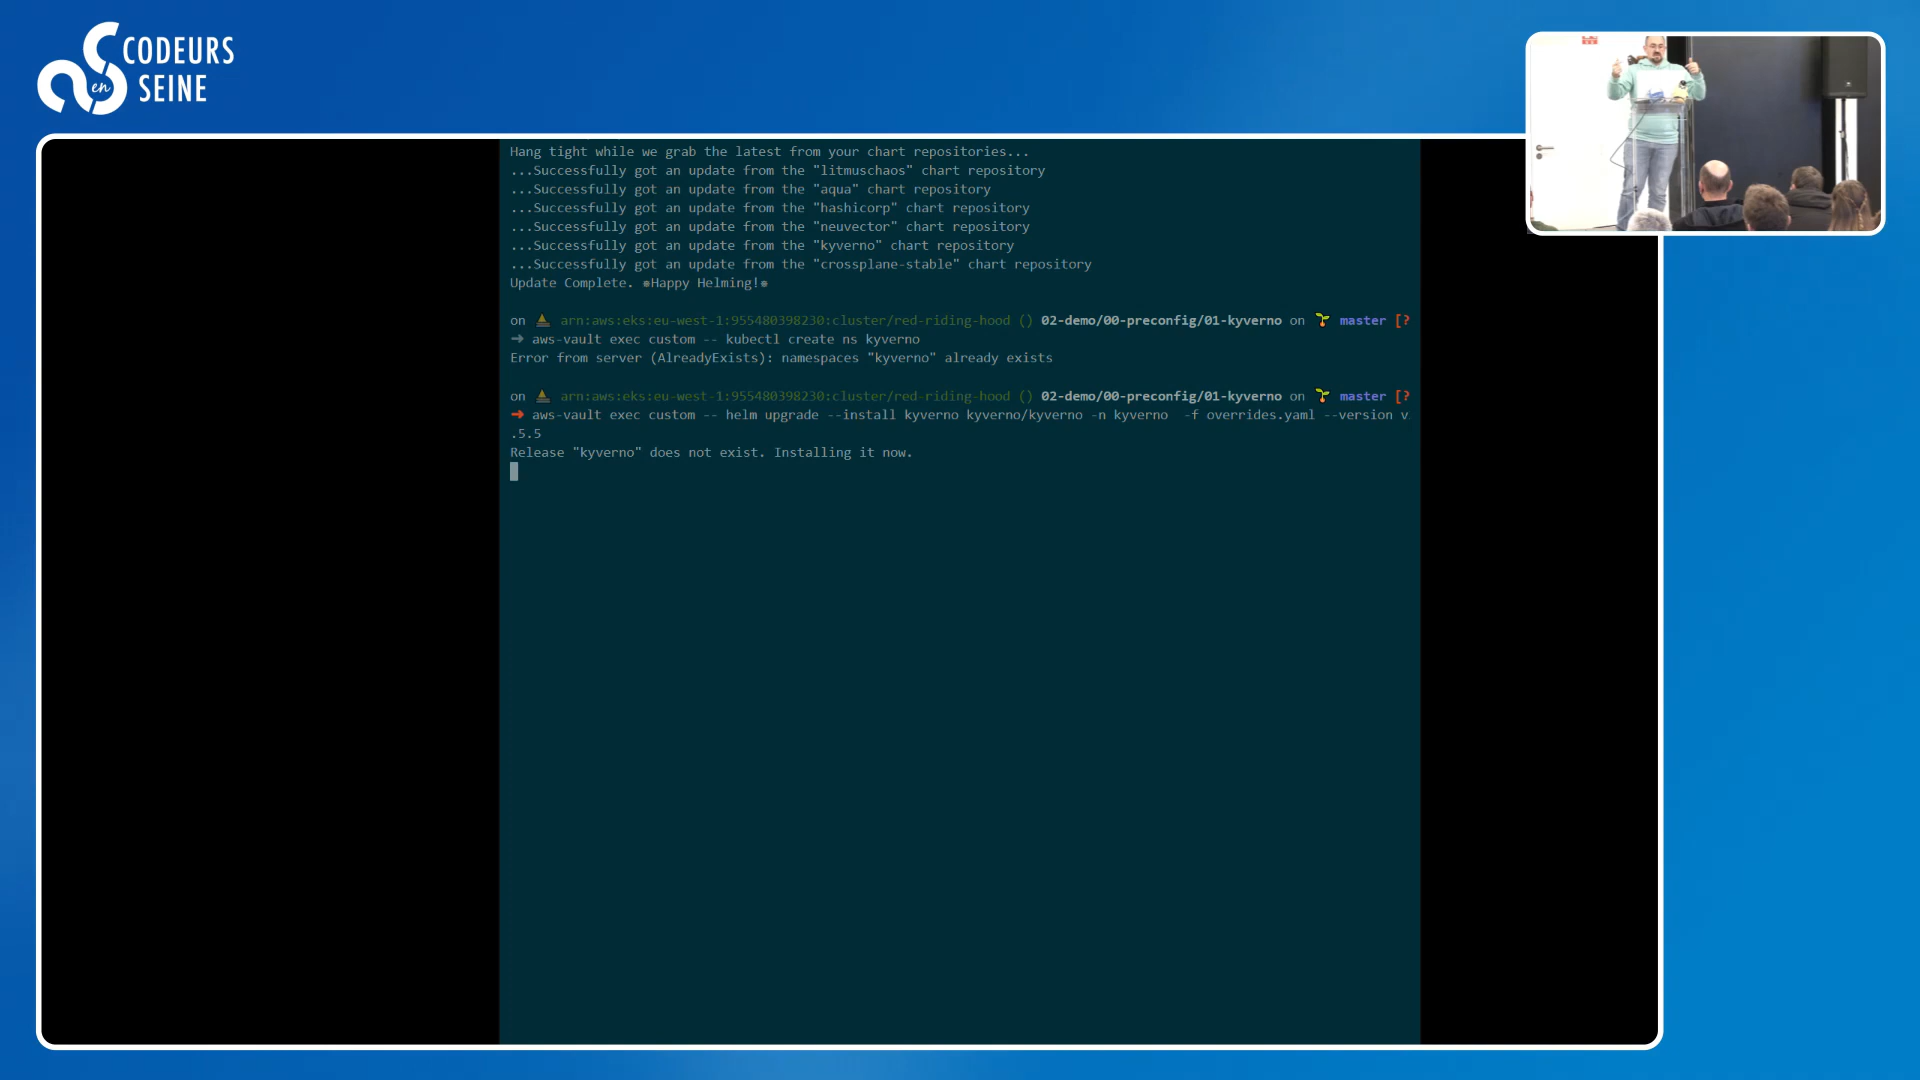 CODEURS
en
SEINE
Hang tight while we grab the latest from your chart repositories...
...Successfully got an update from the "litmuschaos" chart repository
...Successfully got an update from the "aqua" chart repository
...Successfully got an update from the "hashicorp" chart repository
...Successfully got an update from the "neuvector" chart repository
...Successfully got an update from the "kyverno" chart repository
...Successfully got an update from the "crossplane-stable" chart repository
Update Complete. ⎈Happy Helming!⎈
on arn:aws:eks:eu-west-1:955480398230:cluster/red-riding-hood () 02-demo/00-preconfig/01-kyverno on master [?
➜ aws-vault exec custom -- kubectl create ns kyverno
Error from server (AlreadyExists): namespaces "kyverno" already exists
on arn:aws:eks:eu-west-1:955480398230:cluster/red-riding-hood () 02-demo/00-preconfig/01-kyverno on master [?
➜ aws-vault exec custom -- helm upgrade --install kyverno kyverno/kyverno -n kyverno  -f overrides.yaml --version v
.5.5
Release "kyverno" does not exist. Installing it now.